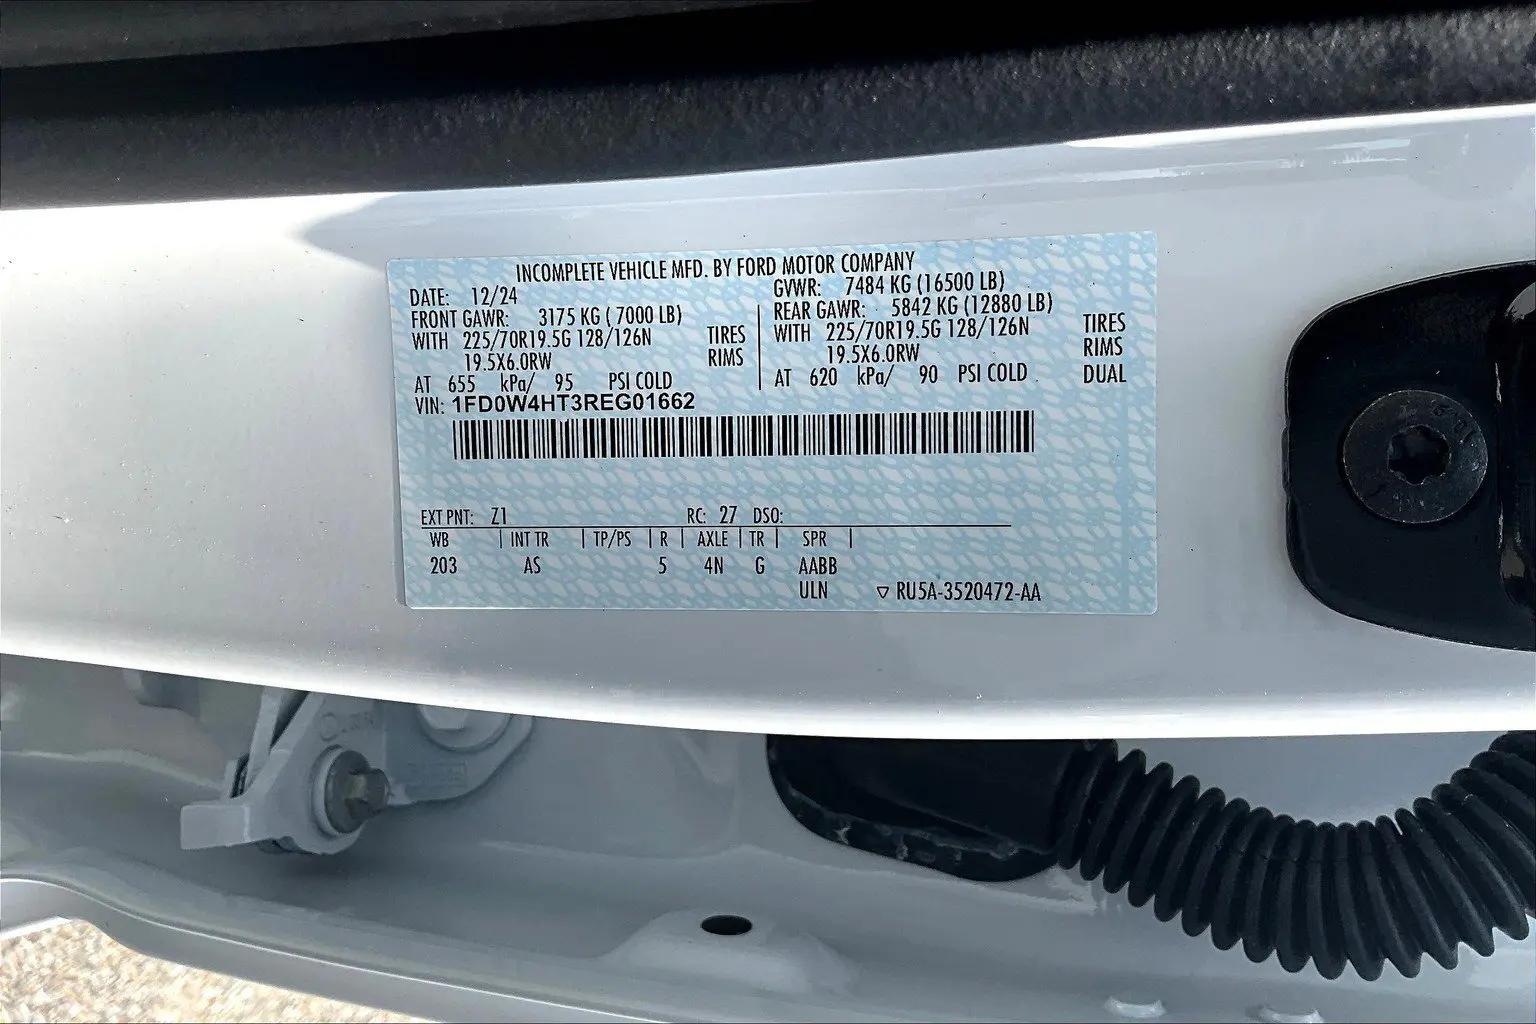 INCOMPLETE VEHICLE MFD. BY FORD MOTOR COMPANY
DATE: 12/24
GVWR: 7484 KG (16500 LB)
FRONT GAWR: 3175 KG ( 7000 LB)
REAR GAWR: 5842 KG (12880 LB)
WITH 225/70R19.5G 128/126N TIRES
WITH 225/70R19.5G 128/126N TIRES
19.5X6.0RW RIMS
19.5X6.0RW RIMS
AT 655 kPa/ 95 PSI COLD
AT 620 kPa/ 90 PSI COLD DUAL
VIN: 1FD0W4HT3REG01662
EXT PNT: Z1 RC: 27 DSO:
WB | INT TR | TP/PS | R | AXLE | TR | SPR |
203 AS 5 4N G AABB
ULN ▽ RU5A-3520472-AA